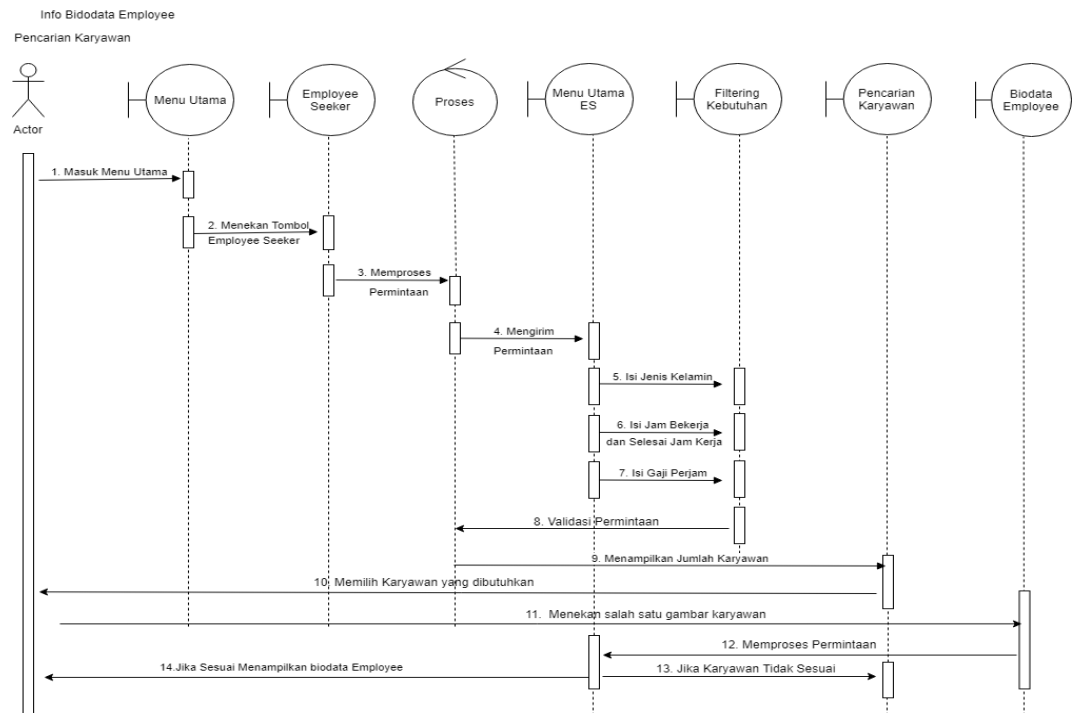 Info Bidodata Employee
Pencarian Karyawan
Actor
Menu Utama
Employee
Seeker
Proses
Menu Utama
ES
Filtering
Kebutuhan
Pencarian
Karyawan
Biodata
Employee
1. Masuk Menu Utama
2. Menekan Tombol
Employee Seeker
3. Memproses
Permintaan
4. Mengirim
Permintaan
5. Isi Jenis Kelamin
6. Isi Jam Bekerja
dan Selesai Jam Kerja
7. Isi Gaji Perjam
8. Validasi Permintaan
9. Menampilkan Jumlah Karyawan
10. Memilih Karyawan yang dibutuhkan
11. Menekan salah satu gambar karyawan
12. Memproses Permintaan
14.Jika Sesuai Menampilkan biodata Employee
13. Jika Karyawan Tidak Sesuai